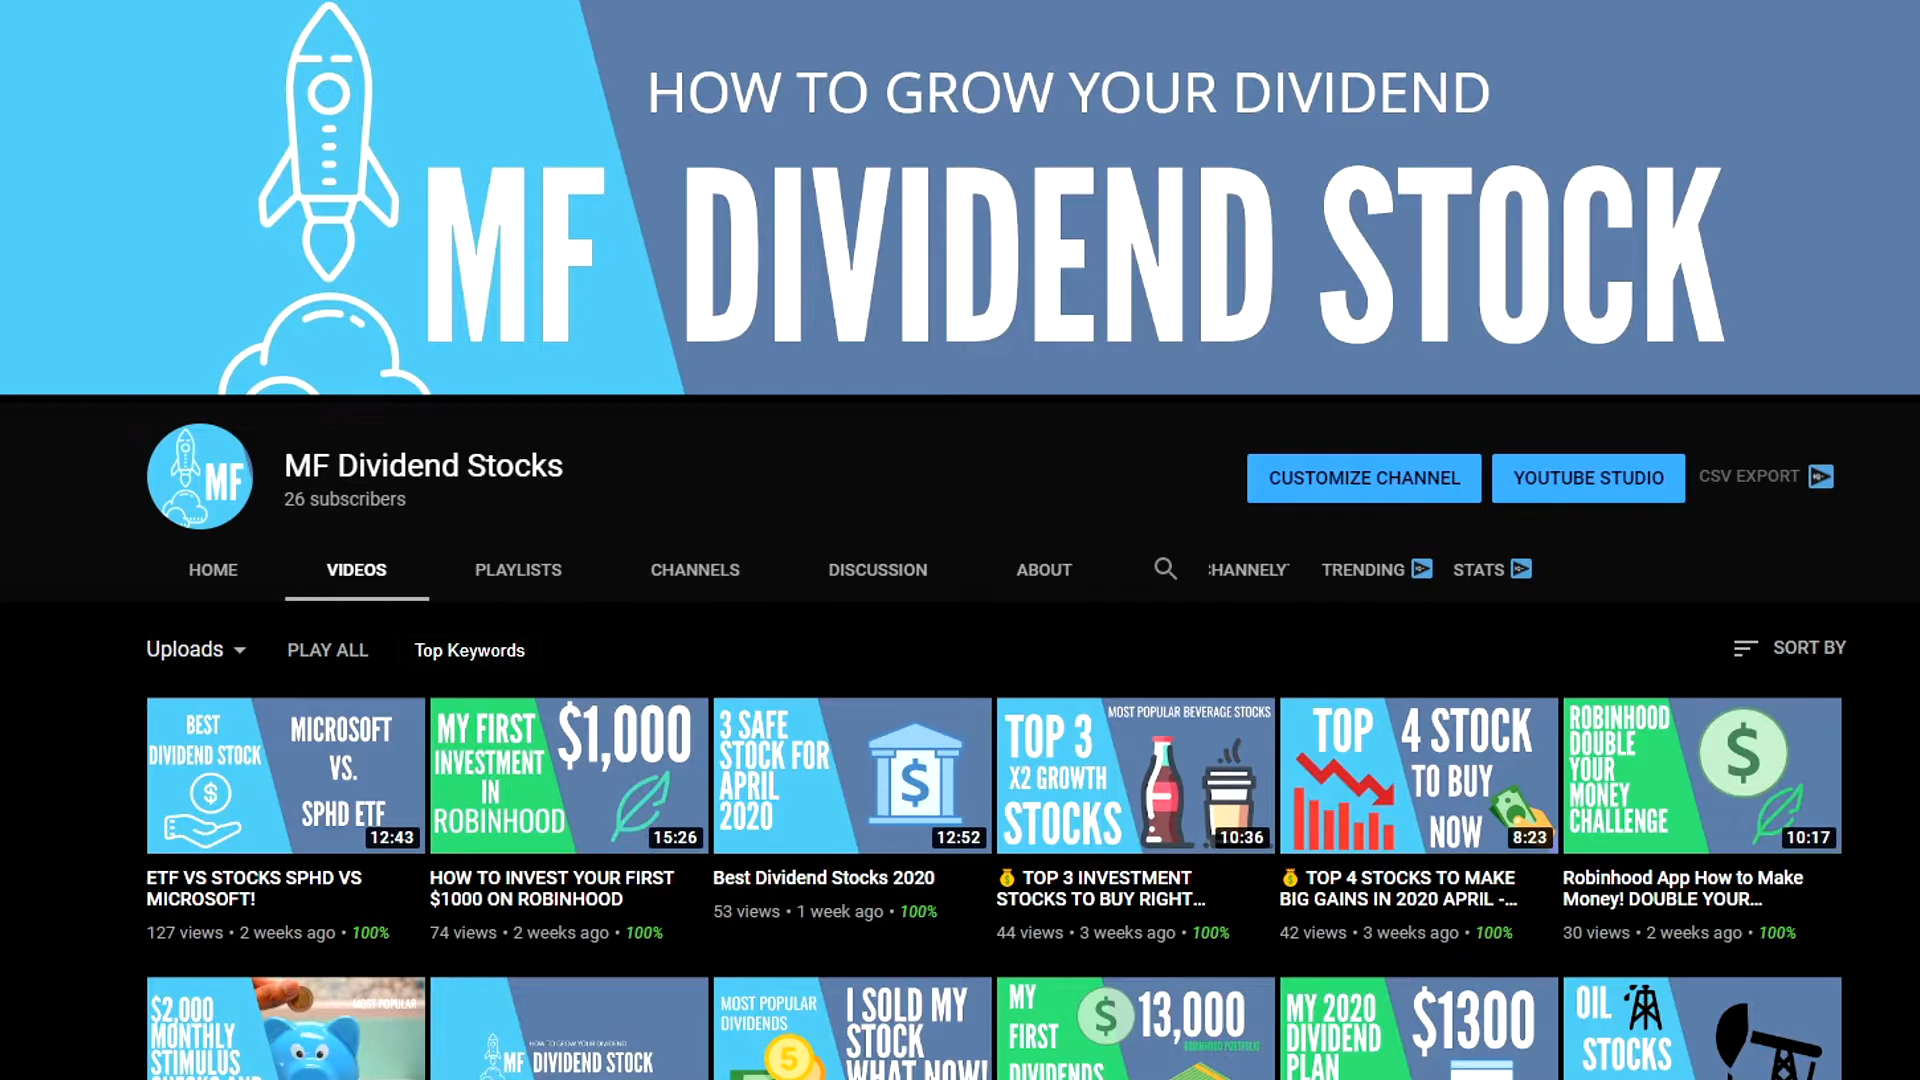 HOW TO GROW YOUR DIVIDEND
MF DIVIDEND STOCK
MF
MF Dividend Stocks
26 subscribers
CUSTOMIZE CHANNEL
YOUTUBE STUDIO
CSV EXPORT
HOME
VIDEOS
PLAYLISTS
CHANNELS
DISCUSSION
ABOUT
HANNELY
TRENDING
STATS
Uploads
PLAY ALL
Top Keywords
SORT BY
BEST
DIVIDEND STOCK
MICROSOFT
VS.
SPHD ETF
12:43
MY FIRST
INVESTMENT
IN
ROBINHOOD
$1,000
15:26
3 SAFE
STOCK FOR
APRIL
2020
$
12:52
MOST POPULAR BEVERAGE STOCKS
TOP 3
X2 GROWTH
STOCKS
10:36
TOP 4 STOCK
TO BUY
NOW
8:23
ROBINHOOD
DOUBLE
YOUR
MONEY
CHALLENGE
$
10:17
ETF VS STOCKS SPHD VS
MICROSOFT!
127 views • 2 weeks ago • 100%
HOW TO INVEST YOUR FIRST
$1000 ON ROBINHOOD
74 views • 2 weeks ago • 100%
Best Dividend Stocks 2020
53 views • 1 week ago • 100%
💰 TOP 3 INVESTMENT
STOCKS TO BUY RIGHT...
44 views • 3 weeks ago • 100%
💰 TOP 4 STOCKS TO MAKE
BIG GAINS IN 2020 APRIL -...
42 views • 3 weeks ago • 100%
Robinhood App How to Make
Money! DOUBLE YOUR...
30 views • 2 weeks ago • 100%
$2,000
MONTHLY
STIMULUS
CHECKS AND
MOST POPULAR
HOW TO GROW YOUR DIVIDEND
MF DIVIDEND STOCK
MOST POPULAR
DIVIDENDS
5
I SOLD MY
STOCK
WHAT NOW!
MY
FIRST
DIVIDENDS
$
13,000
ROBINHOOD PORTFOLIO
MY 2020
DIVIDEND
PLAN
$1300
OIL
STOCKS